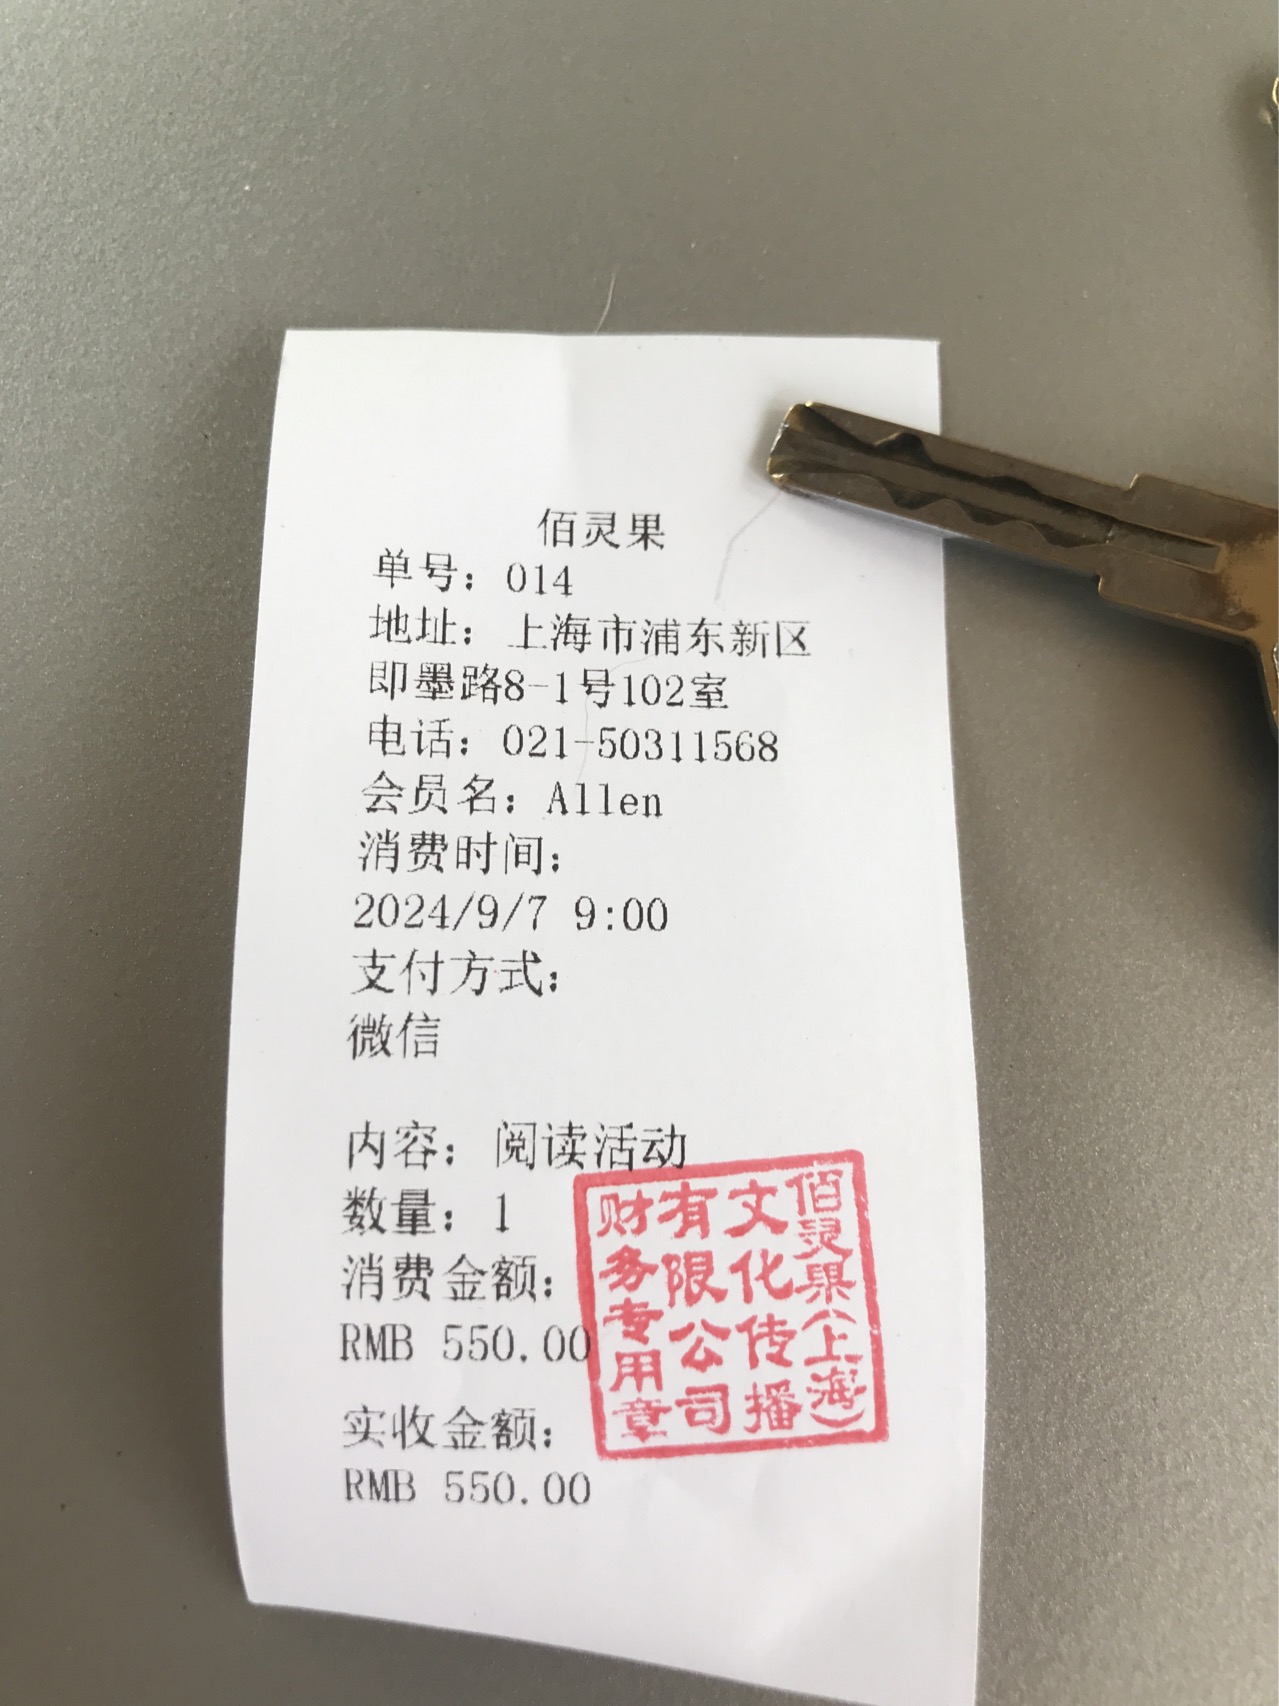 佰灵果
单号：014
地址：上海市浦东新区
即墨路8-1号102室
电话：021-50311568
会员名：Allen
消费时间：
2024/9/7 9:00
支付方式：
微信
内容：阅读活动
数量：1
消费金额：
RMB 550.00
实收金额：
RMB 550.00
佰灵果（上海）
文化传播
有限公司
财务专用章